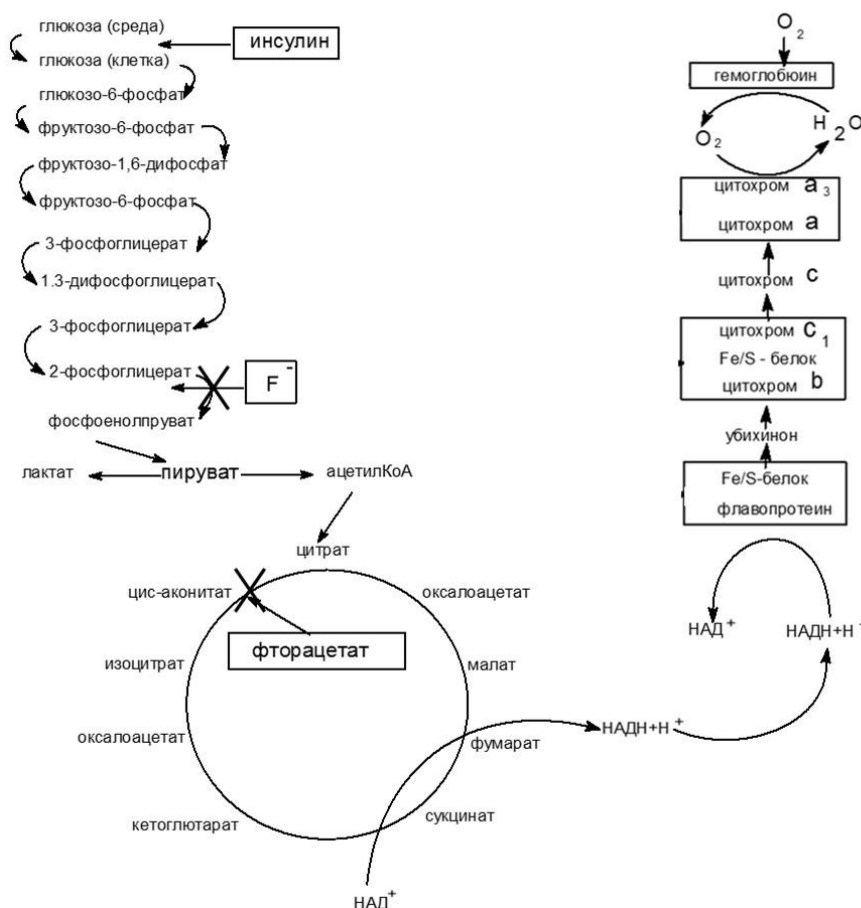 глюкоза (среда)
инсулин
глюкоза (клетка)
глюкозо-6-фосфат
фруктозо-6-фосфат
фруктозо-1,6-дифосфат
фруктозо-6-фосфат
3-фосфоглицерат
1.3-дифосфоглицерат
3-фосфоглицерат
2-фосфоглицерат
F⁻
фосфоенолпруват
лактат
пируват
ацетилКоА
цитрат
цис-аконитат
оксалоацетат
фторацетат
изоцитрат
малат
оксалоацетат
фумарат
кетоглютарат
сукцинат
НАД⁺
НАДН+Н⁺
O₂
гемоглобюин
O₂
H₂O
цитохром a₃
цитохром a
цитохром c
цитохром c₁
Fe/S - белок
цитохром b
убихинон
Fe/S-белок
флавопротеин
НАД⁺
НАДН+Н⁻